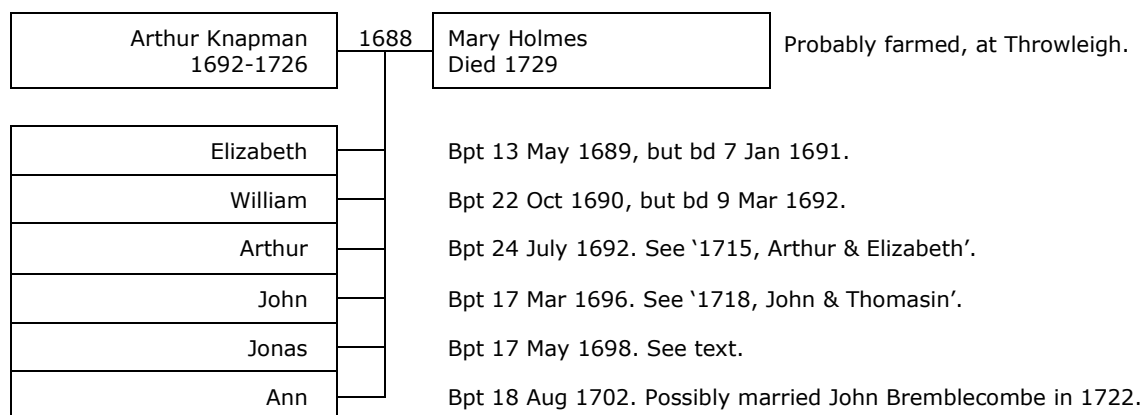 Arthur Knapman
1692-1726
1688
Mary Holmes
Died 1729
Probably farmed, at Throwleigh.
Elizabeth
Bpt 13 May 1689, but bd 7 Jan 1691.
William
Bpt 22 Oct 1690, but bd 9 Mar 1692.
Arthur
Bpt 24 July 1692. See ‘1715, Arthur & Elizabeth’.
John
Bpt 17 Mar 1696. See ‘1718, John & Thomasin’.
Jonas
Bpt 17 May 1698. See text.
Ann
Bpt 18 Aug 1702. Possibly married John Bremblecombe in 1722.